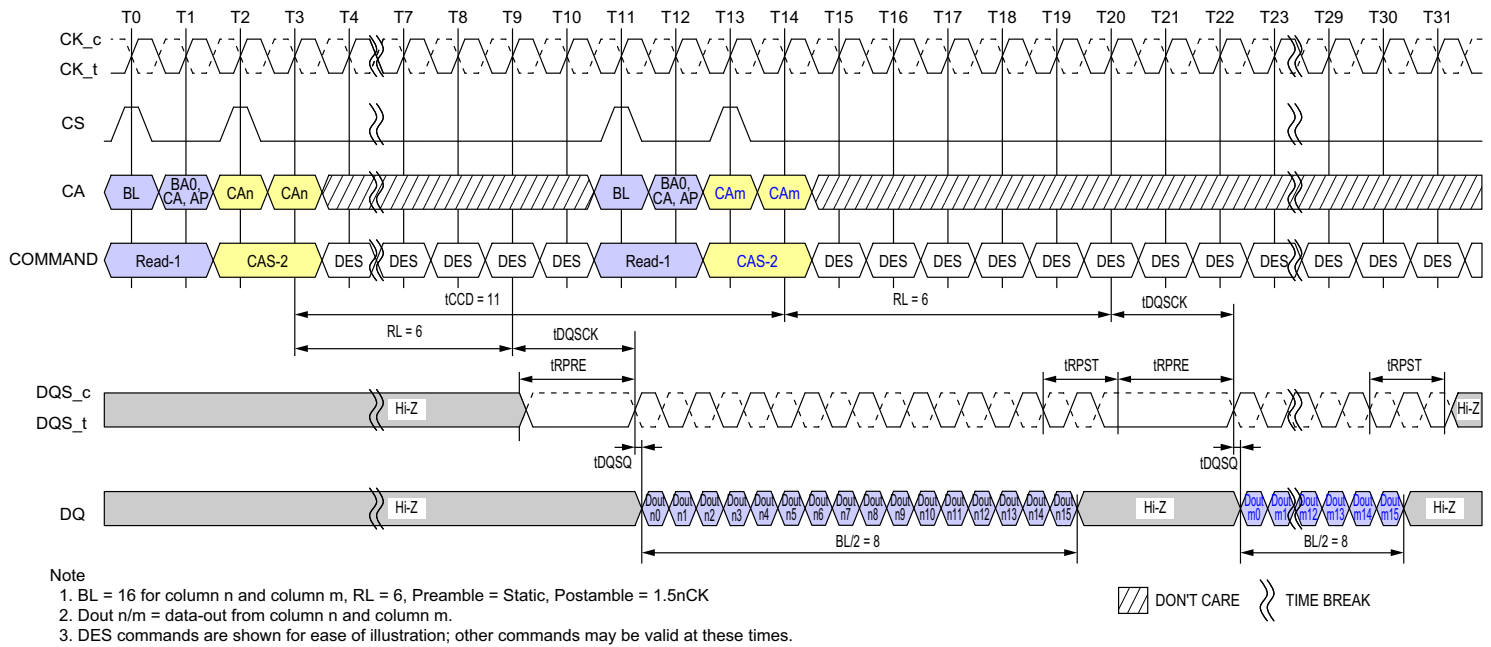 T0 T1 T2 T3 T4 T7 T8 T9 T10 T11 T12 T13 T14 T15 T16 T17 T18 T19 T20 T21 T22 T23 T29 T30 T31
CK_c
CK_t
CS
CA BL BA0, CA, AP CAn CAn BL BA0, CA, AP CAm CAm
COMMAND Read-1 CAS-2 DES DES DES DES DES Read-1 CAS-2 DES DES DES DES DES DES DES DES DES DES DES DES
tCCD = 11 RL = 6 tDQSCK
RL = 6 tDQSCK
tRPRE tRPST tRPRE tRPST
DQS_c
DQS_t
Hi-Z Hi-Z
tDQSQ tDQSQ
DQ Hi-Z Dout n0 Dout n1 Dout n2 Dout n3 Dout n4 Dout n5 Dout n6 Dout n7 Dout n8 Dout n9 Dout n10 Dout n11 Dout n12 Dout n13 Dout n14 Dout n15 Hi-Z Dout m0 Dout m1 Dout m12 Dout m13 Dout m14 Dout m15 Hi-Z
BL/2 = 8 BL/2 = 8
Note
1. BL = 16 for column n and column m, RL = 6, Preamble = Static, Postamble = 1.5nCK
2. Dout n/m = data-out from column n and column m.
3. DES commands are shown for ease of illustration; other commands may be valid at these times.
DON'T CARE TIME BREAK